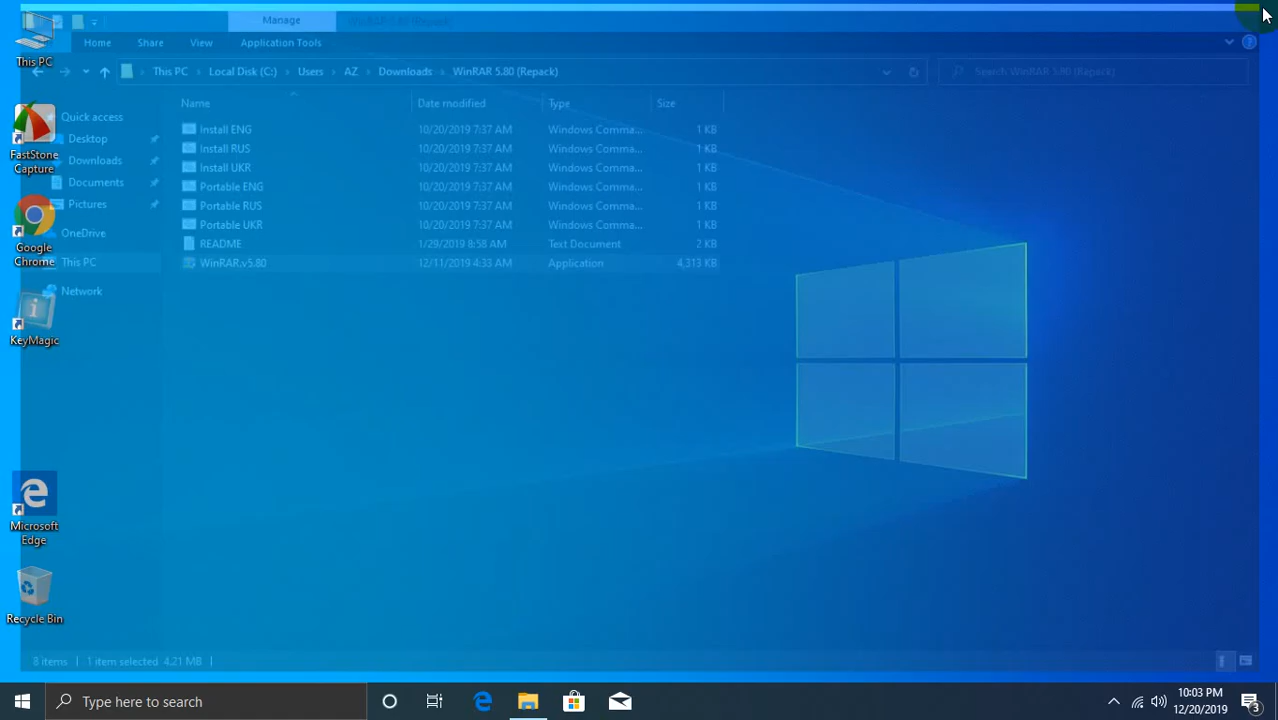 Manage
WinRAR 5.80 (Repack)
Home Share View Application Tools
This PC Local Disk (C:) Users AZ Downloads WinRAR 5.80 (Repack)
Search WinRAR 5.80 (Repack)
Name Date modified Type Size
Install ENG 10/20/2019 7:37 AM Windows Comma... 1 KB
Install RUS 10/20/2019 7:37 AM Windows Comma... 1 KB
Install UKR 10/20/2019 7:37 AM Windows Comma... 1 KB
Portable ENG 10/20/2019 7:37 AM Windows Comma... 1 KB
Portable RUS 10/20/2019 7:37 AM Windows Comma... 1 KB
Portable UKR 10/20/2019 7:37 AM Windows Comma... 1 KB
README 1/29/2019 8:58 AM Text Document 2 KB
WinRAR.v5.80 12/11/2019 4:33 AM Application 4,313 KB
Quick access
Desktop
Downloads
Documents
Pictures
OneDrive
This PC
Network
8 items 1 item selected 4.21 MB
This PC
FastStone
Capture
Google
Chrome
KeyMagic
Microsoft
Edge
Recycle Bin
Type here to search
10:03 PM
12/20/2019
3